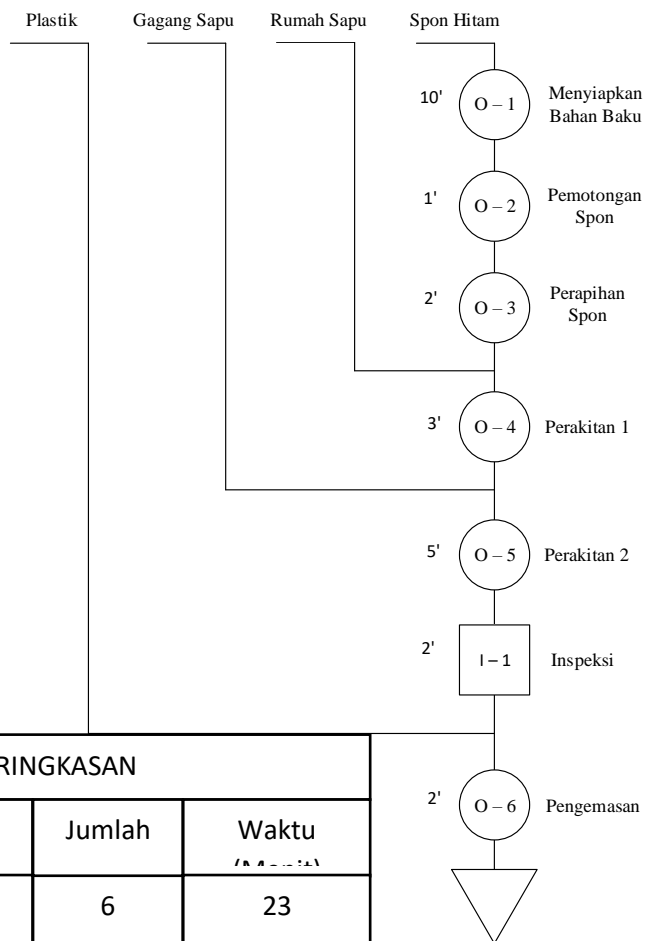 Plastik Gagang Sapu Rumah Sapu Spon Hitam
10' O – 1 Menyiapkan
Bahan Baku
1' O – 2 Pemotongan
Spon
2' O – 3 Perapihan
Spon
3' O – 4 Perakitan 1
5' O – 5 Perakitan 2
2' I – 1 Inspeksi
RINGKASAN
Jumlah Waktu
6 23
2' O – 6 Pengemasan